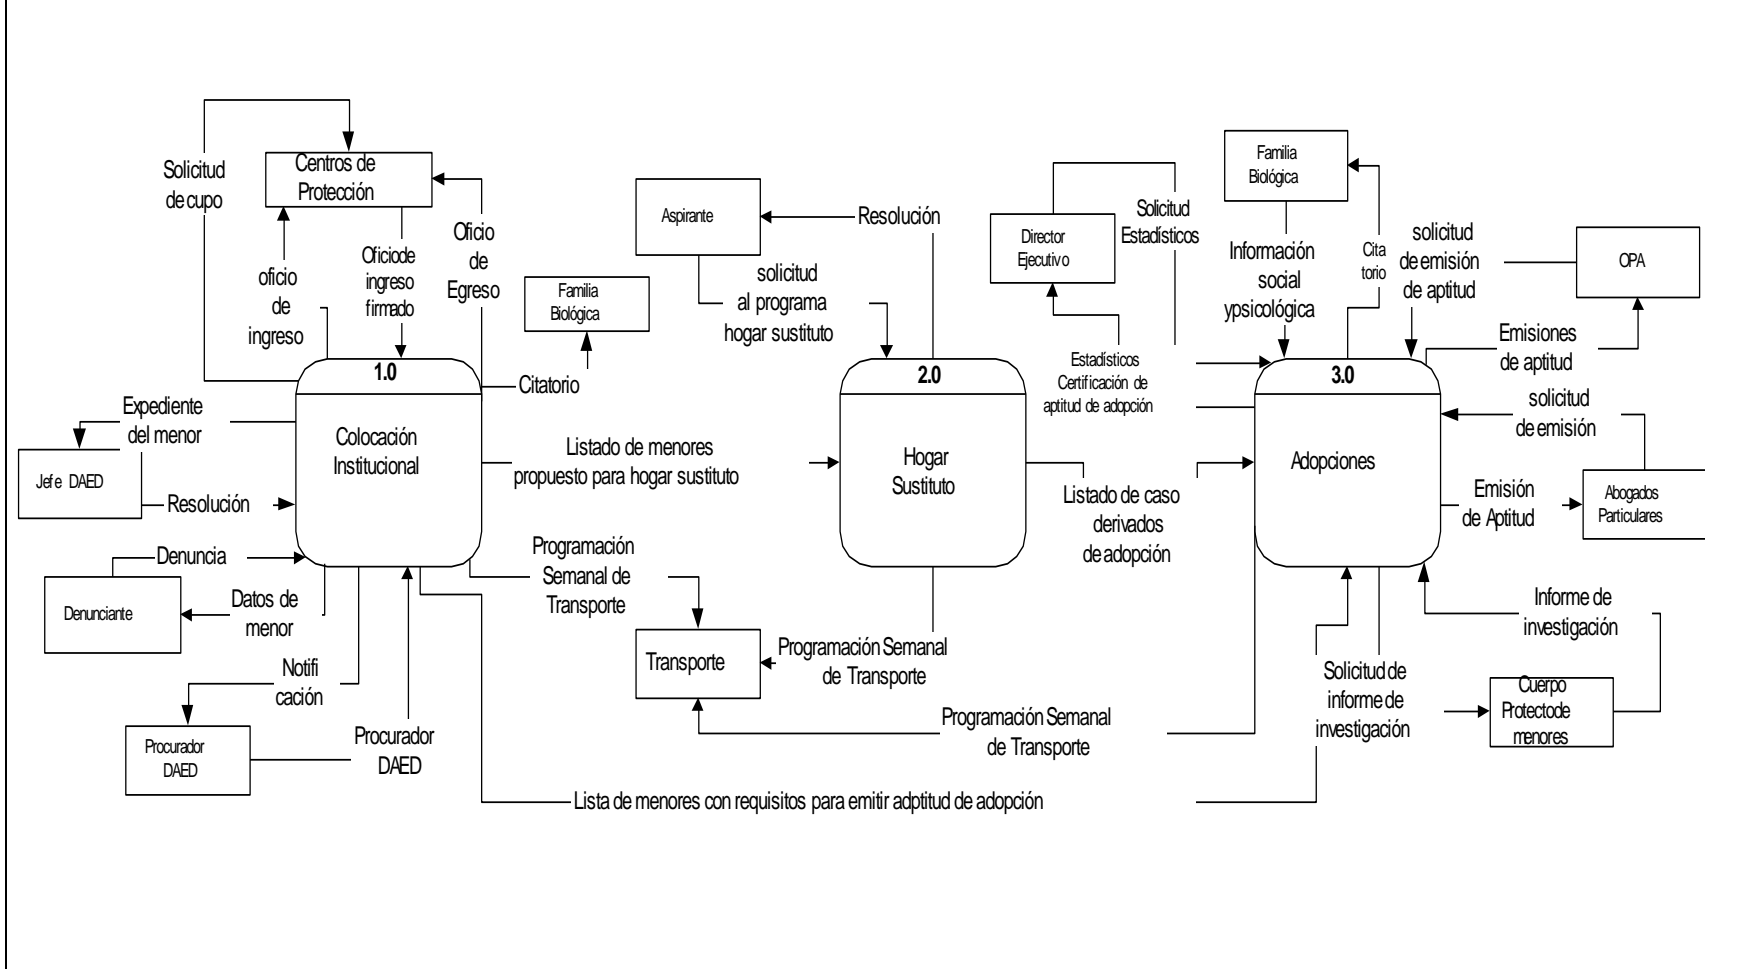 Solicitud
de cupo
Centros de
Protección
oficio
de
ingreso
Oficiode
ingreso
firmado
Oficio
de
Egreso
Familia
Biológica
Citatorio
1.0
Colocación
Institucional
Expediente
del menor
Jefe DAED
Resolución
Denuncia
Denunciante
Datos de
menor
Notifi
cación
Procurador
DAED
Procurador
DAED
Programación
Semanal de
Transporte
Listado de menores
propuesto para hogar sustituto
Aspirante
Resolución
solicitud
al programa
hogar sustituto
2.0
Hogar
Sustituto
Transporte
Programación Semanal
de Transporte
Programación Semanal
de Transporte
Lista de menores con requisitos para emitir adptitud de adopción
Director
Ejecutivo
Solicitud
Estadísticos
Estadísticos
Certificación de
aptitud de adopción
Listado de caso
derivados
de adopción
Familia
Biológica
Información
social
ypsicológica
Cita
torio
solicitud
de emisión
de aptitud
OPA
Emisiones
de aptitud
3.0
Adopciones
solicitud
de emisión
Emisión
de Aptitud
Abogados
Particulares
Informe de
investigación
Solicitud de
informe de
investigación
Cuerpo
Protectode
menores